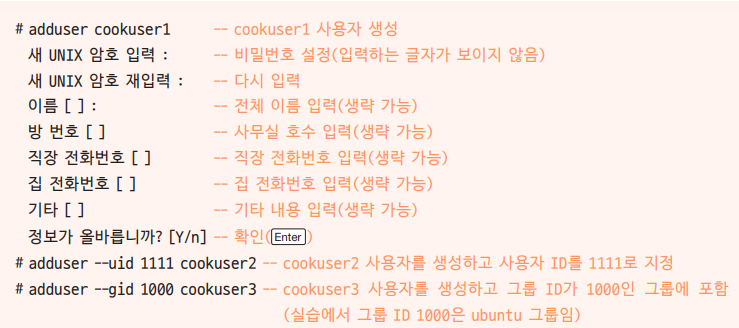 # adduser cookuser1 -- cookuser1 사용자 생성
새 UNIX 암호 입력 : -- 비밀번호 설정(입력하는 글자가 보이지 않음)
새 UNIX 암호 재입력 : -- 다시 입력
이름 [ ] : -- 전체 이름 입력(생략 가능)
방 번호 [ ] -- 사무실 호수 입력(생략 가능)
직장 전화번호 [ ] -- 직장 전화번호 입력(생략 가능)
집 전화번호 [ ] -- 집 전화번호 입력(생략 가능)
기타 [ ] -- 기타 내용 입력(생략 가능)
정보가 올바릅니까? [Y/n] -- 확인(Enter)
# adduser --uid 1111 cookuser2 -- cookuser2 사용자를 생성하고 사용자 ID를 1111로 지정
# adduser --gid 1000 cookuser3 -- cookuser3 사용자를 생성하고 그룹 ID가 1000인 그룹에 포함
(실습에서 그룹 ID 1000은 ubuntu 그룹임)